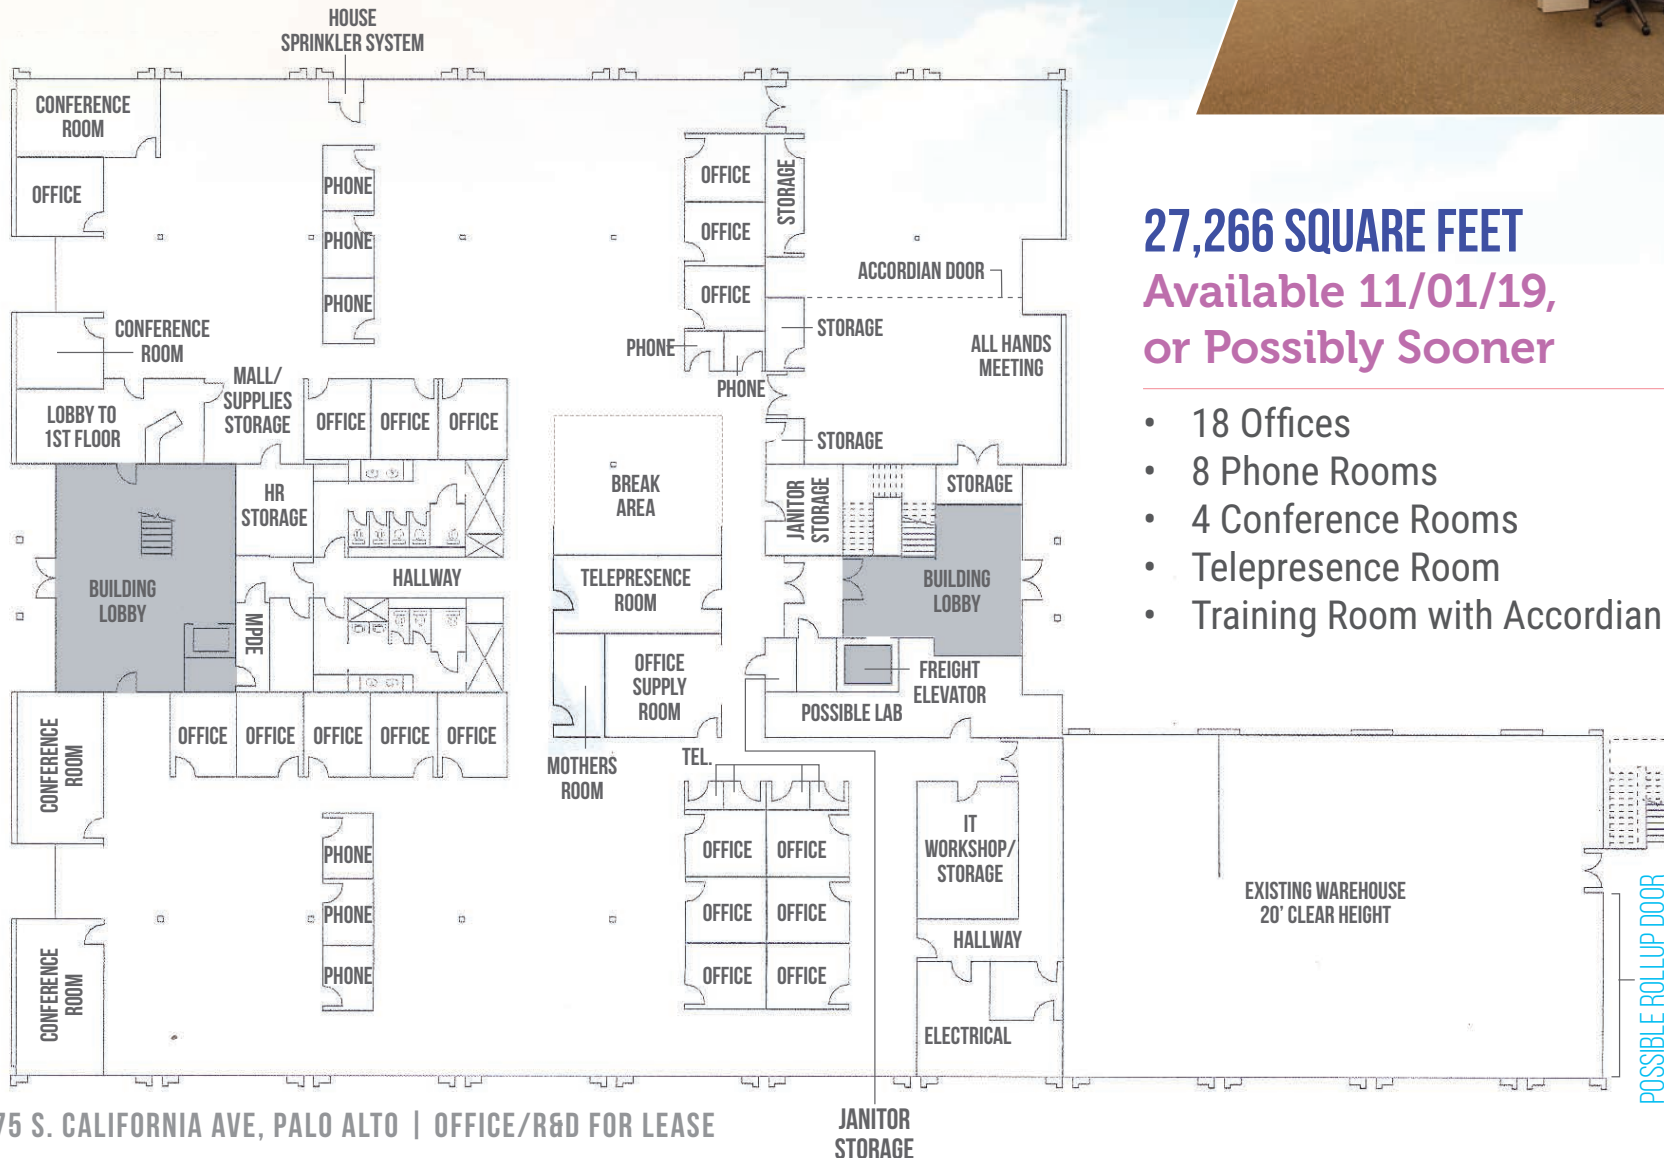 HOUSE
SPRINKLER SYSTEM
CONFERENCE
ROOM
OFFICE
PHONE
PHONE
PHONE
OFFICE
OFFICE
OFFICE
STORAGE
ACCORDIAN DOOR
STORAGE
ALL HANDS
MEETING
PHONE
PHONE
CONFERENCE
ROOM
MALL/
SUPPLIES
STORAGE
LOBBY TO
1ST FLOOR
OFFICE
OFFICE
OFFICE
STORAGE
BREAK
AREA
JANITOR
STORAGE
STORAGE
HR
STORAGE
HALLWAY
BUILDING
LOBBY
MPDE
TELEPRESENCE
ROOM
BUILDING
LOBBY
OFFICE
SUPPLY
ROOM
FREIGHT
ELEVATOR
POSSIBLE LAB
CONFERENCE
ROOM
OFFICE
OFFICE
OFFICE
OFFICE
OFFICE
MOTHERS
ROOM
TEL.
PHONE
PHONE
PHONE
OFFICE
OFFICE
OFFICE
OFFICE
OFFICE
OFFICE
IT
WORKSHOP/
STORAGE
HALLWAY
ELECTRICAL
EXISTING WAREHOUSE
20' CLEAR HEIGHT
POSSIBLE ROLLUP DOOR
CONFERENCE
ROOM
JANITOR
STORAGE
27,266 SQUARE FEET
Available 11/01/19,
or Possibly Sooner
• 18 Offices
• 8 Phone Rooms
• 4 Conference Rooms
• Telepresence Room
• Training Room with Accordian
75 S. CALIFORNIA AVE, PALO ALTO | OFFICE/R&D FOR LEASE